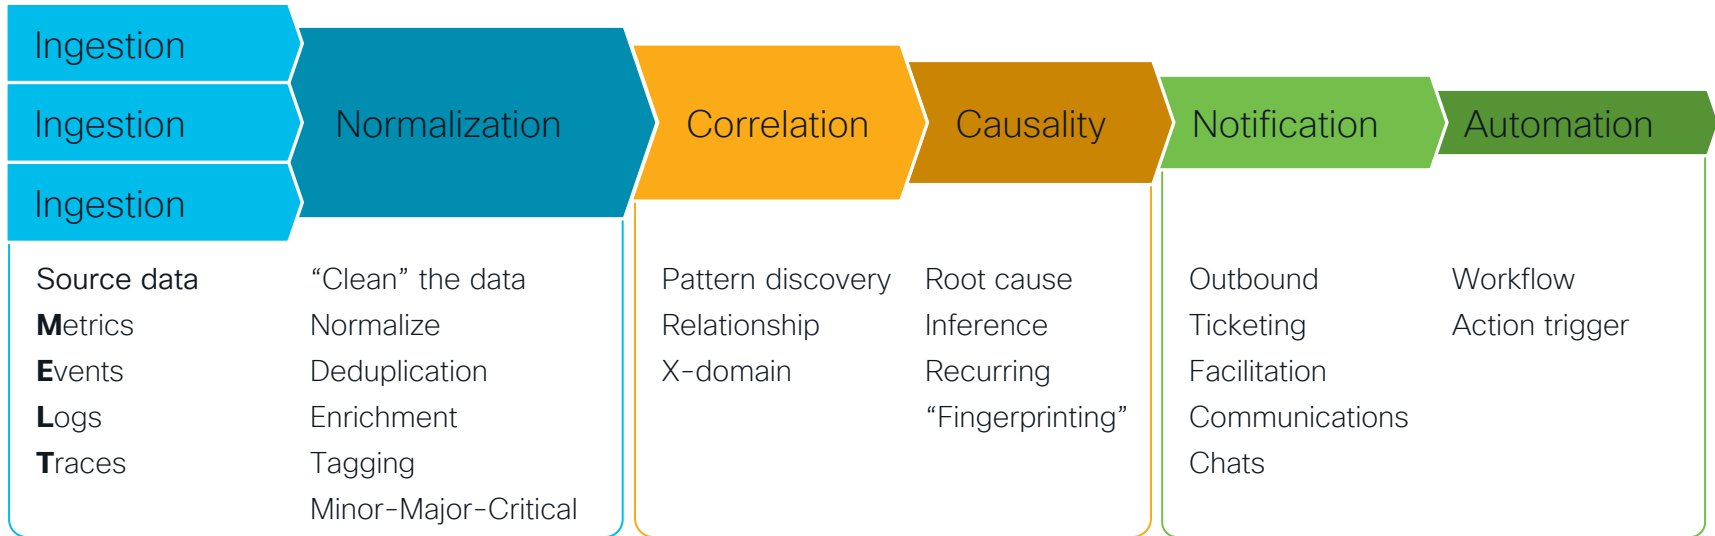 Ingestion
Ingestion
Ingestion
Normalization
Correlation
Causality
Notification
Automation
Source data
Metrics
Events
Logs
Traces
“Clean” the data
Normalize
Deduplication
Enrichment
Tagging
Minor-Major-Critical
Pattern discovery
Relationship
X-domain
Root cause
Inference
Recurring
“Fingerprinting”
Outbound
Ticketing
Facilitation
Communications
Chats
Workflow
Action trigger